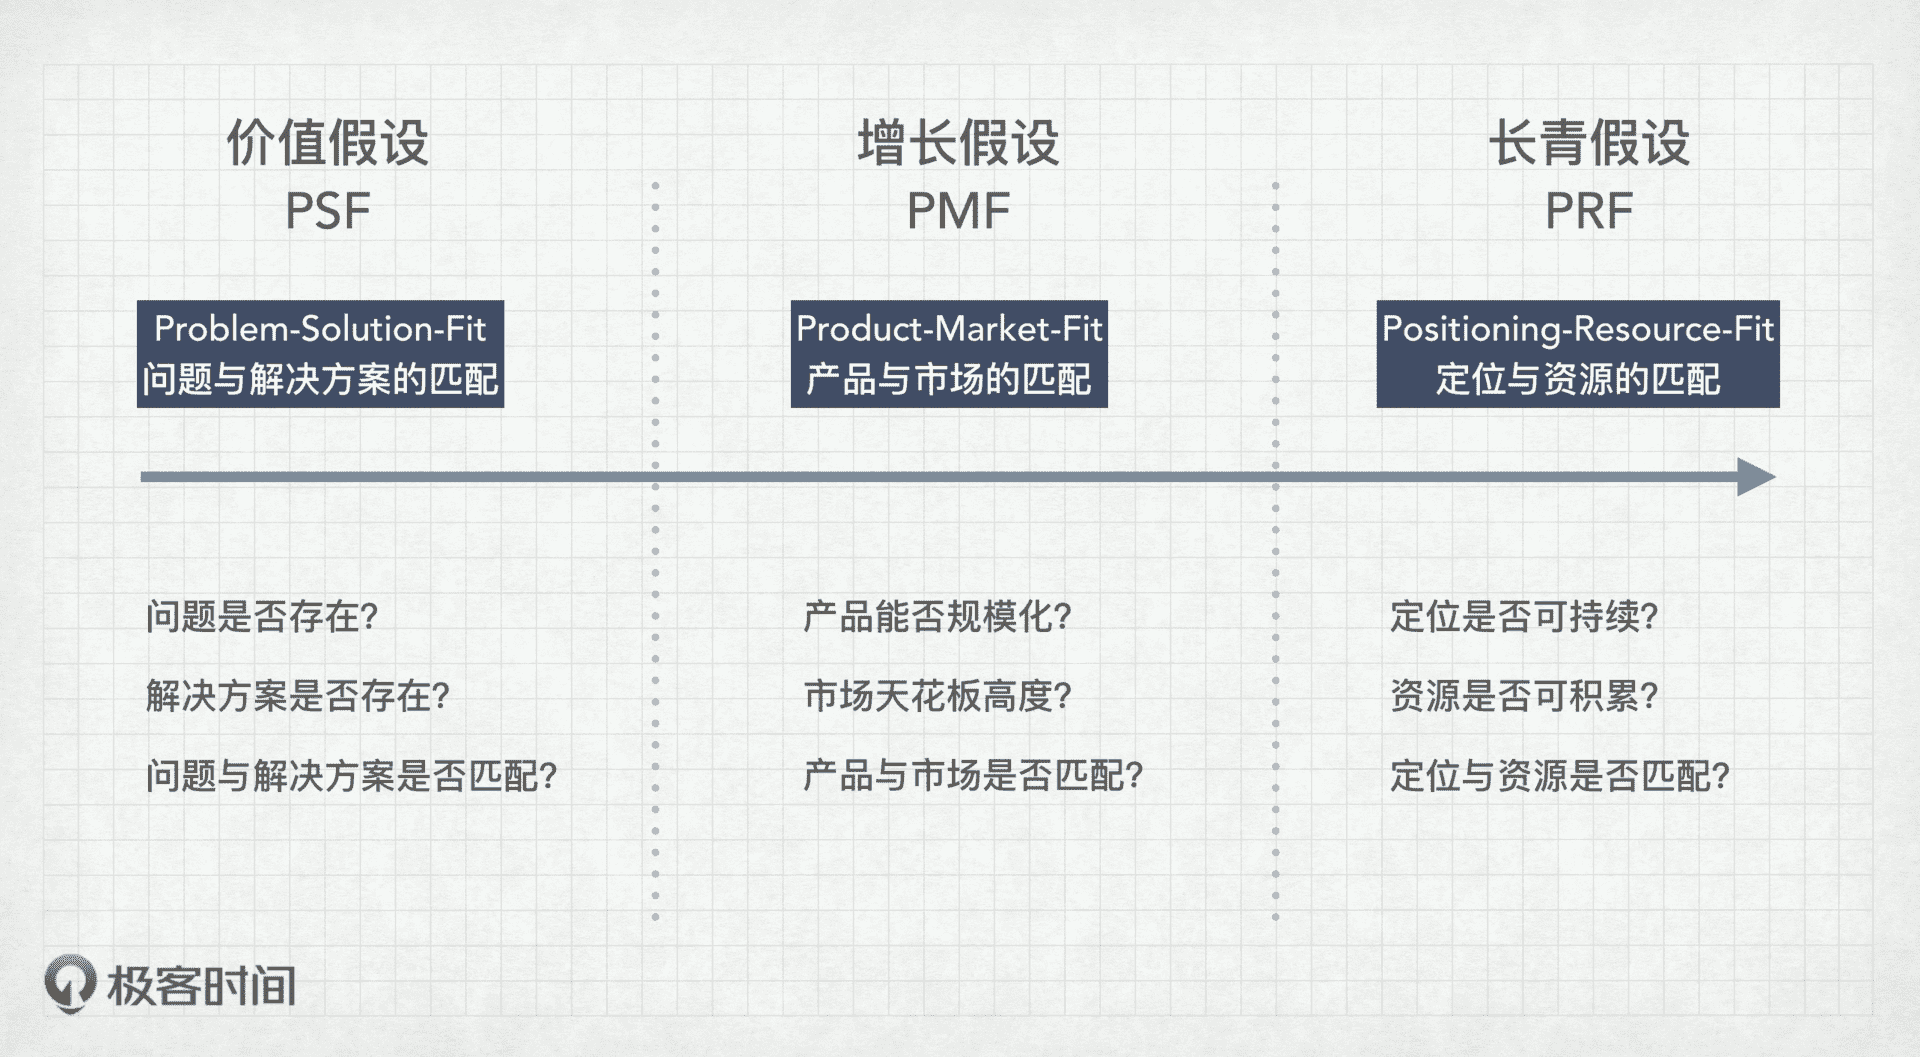 价值假设
PSF
Problem-Solution-Fit
问题与解决方案的匹配
问题是否存在?
解决方案是否存在?
问题与解决方案是否匹配?
增长假设
PMF
Product-Market-Fit
产品与市场的匹配
产品能否规模化?
市场天花板高度?
产品与市场是否匹配?
长青假设
PRF
Positioning-Resource-Fit
定位与资源的匹配
定位是否可持续?
资源是否可积累?
定位与资源是否匹配?
极客时间